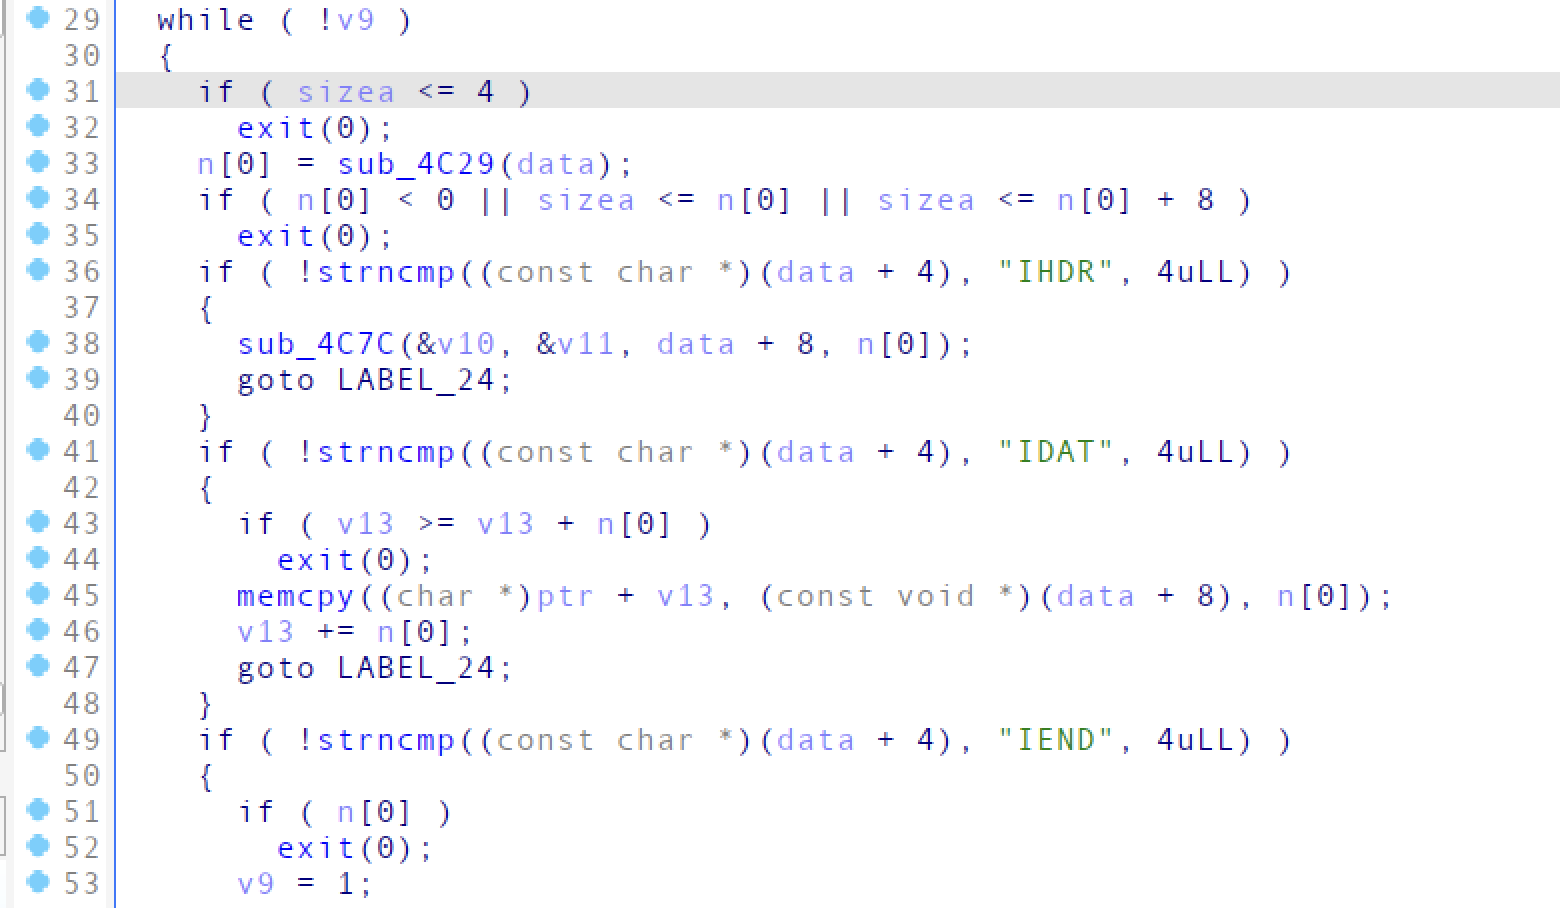 29 while ( !v9 )
30 {
31 if ( sizea <= 4 )
32 exit(0);
33 n[0] = sub_4C29(data);
34 if ( n[0] < 0 || sizea <= n[0] || sizea <= n[0] + 8 )
35 exit(0);
36 if ( !strncmp((const char *)(data + 4), "IHDR", 4uLL) )
37 {
38 sub_4C7C(&v10, &v11, data + 8, n[0]);
39 goto LABEL_24;
40 }
41 if ( !strncmp((const char *)(data + 4), "IDAT", 4uLL) )
42 {
43 if ( v13 >= v13 + n[0] )
44 exit(0);
45 memcpy((char *)ptr + v13, (const void *)(data + 8), n[0]);
46 v13 += n[0];
47 goto LABEL_24;
48 }
49 if ( !strncmp((const char *)(data + 4), "IEND", 4uLL) )
50 {
51 if ( n[0] )
52 exit(0);
53 v9 = 1;